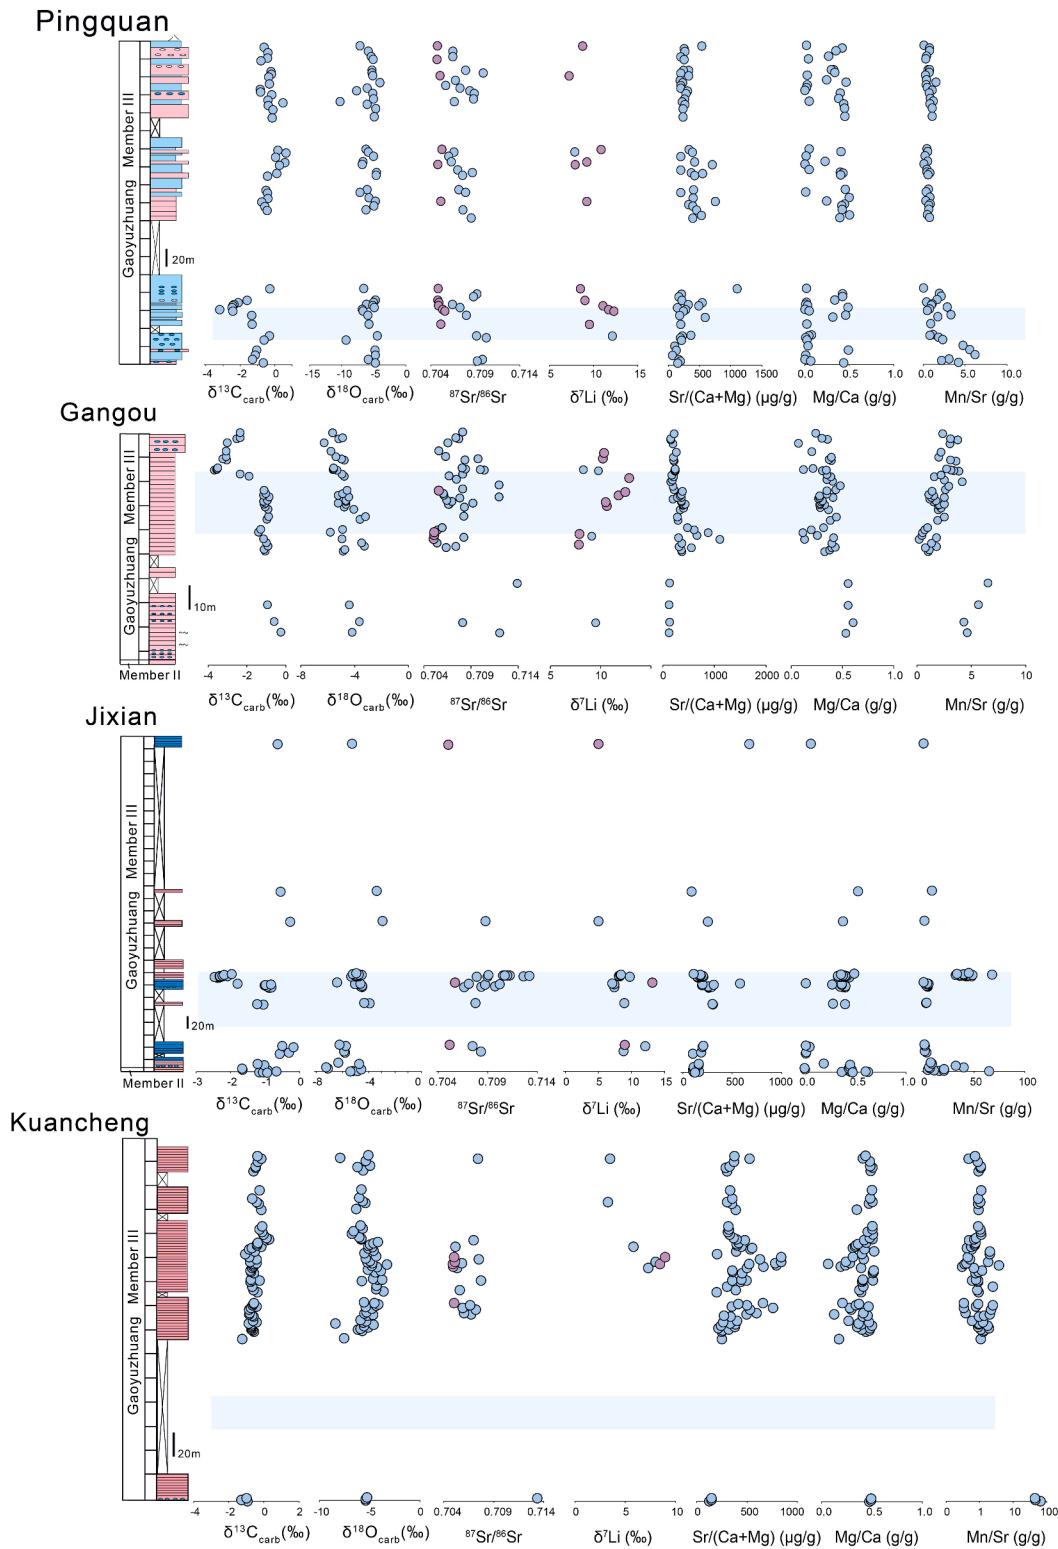 Pingquan
Gaoyuzhuang Member III
20m
-4 -2 0 -15 -10 -5 0 0.704 0.709 0.714 5 10 15 0 500 1000 1500 0.0 0.5 1.0 0.0 5.0 10.0
δ13Ccarb(‰) δ18Ocarb(‰) 87Sr/86Sr δ7Li (‰) Sr/(Ca+Mg) (μg/g) Mg/Ca (g/g) Mn/Sr (g/g)
Gangou
Gaoyuzhuang Member III
10m
Member II
-4 -2 0 -8 -4 0 0.704 0.709 0.714 5 10 15 0 1000 2000 0.0 0.5 1.0 0 5 10
δ13Ccarb(‰) δ18Ocarb(‰) 87Sr/86Sr δ7Li (‰) Sr/(Ca+Mg) (μg/g) Mg/Ca (g/g) Mn/Sr (g/g)
Jixian
Gaoyuzhuang Member III
20m
Member II
-3 -2 -1 0 -8 -4 0 0.704 0.709 0.714 0 5 10 15 0 500 1000 0.0 0.5 1.0 0 50 100
δ13Ccarb(‰) δ18Ocarb(‰) 87Sr/86Sr δ7Li (‰) Sr/(Ca+Mg) (μg/g) Mg/Ca (g/g) Mn/Sr (g/g)
Kuancheng
Gaoyuzhuang Member III
20m
-4 -2 0 2 -10 -5 0 0.704 0.709 0.714 0 5 10 0 500 1000 0.0 0.5 1.0 0 1 100
δ13Ccarb(‰) δ18Ocarb(‰) 87Sr/86Sr δ7Li (‰) Sr/(Ca+Mg) (μg/g) Mg/Ca (g/g) Mn/Sr (g/g)